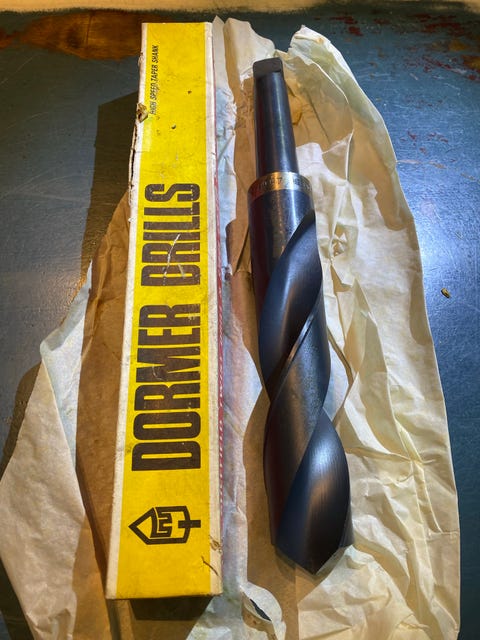 HIGH SPEED TAPER SHANK
DORMER DRILLS